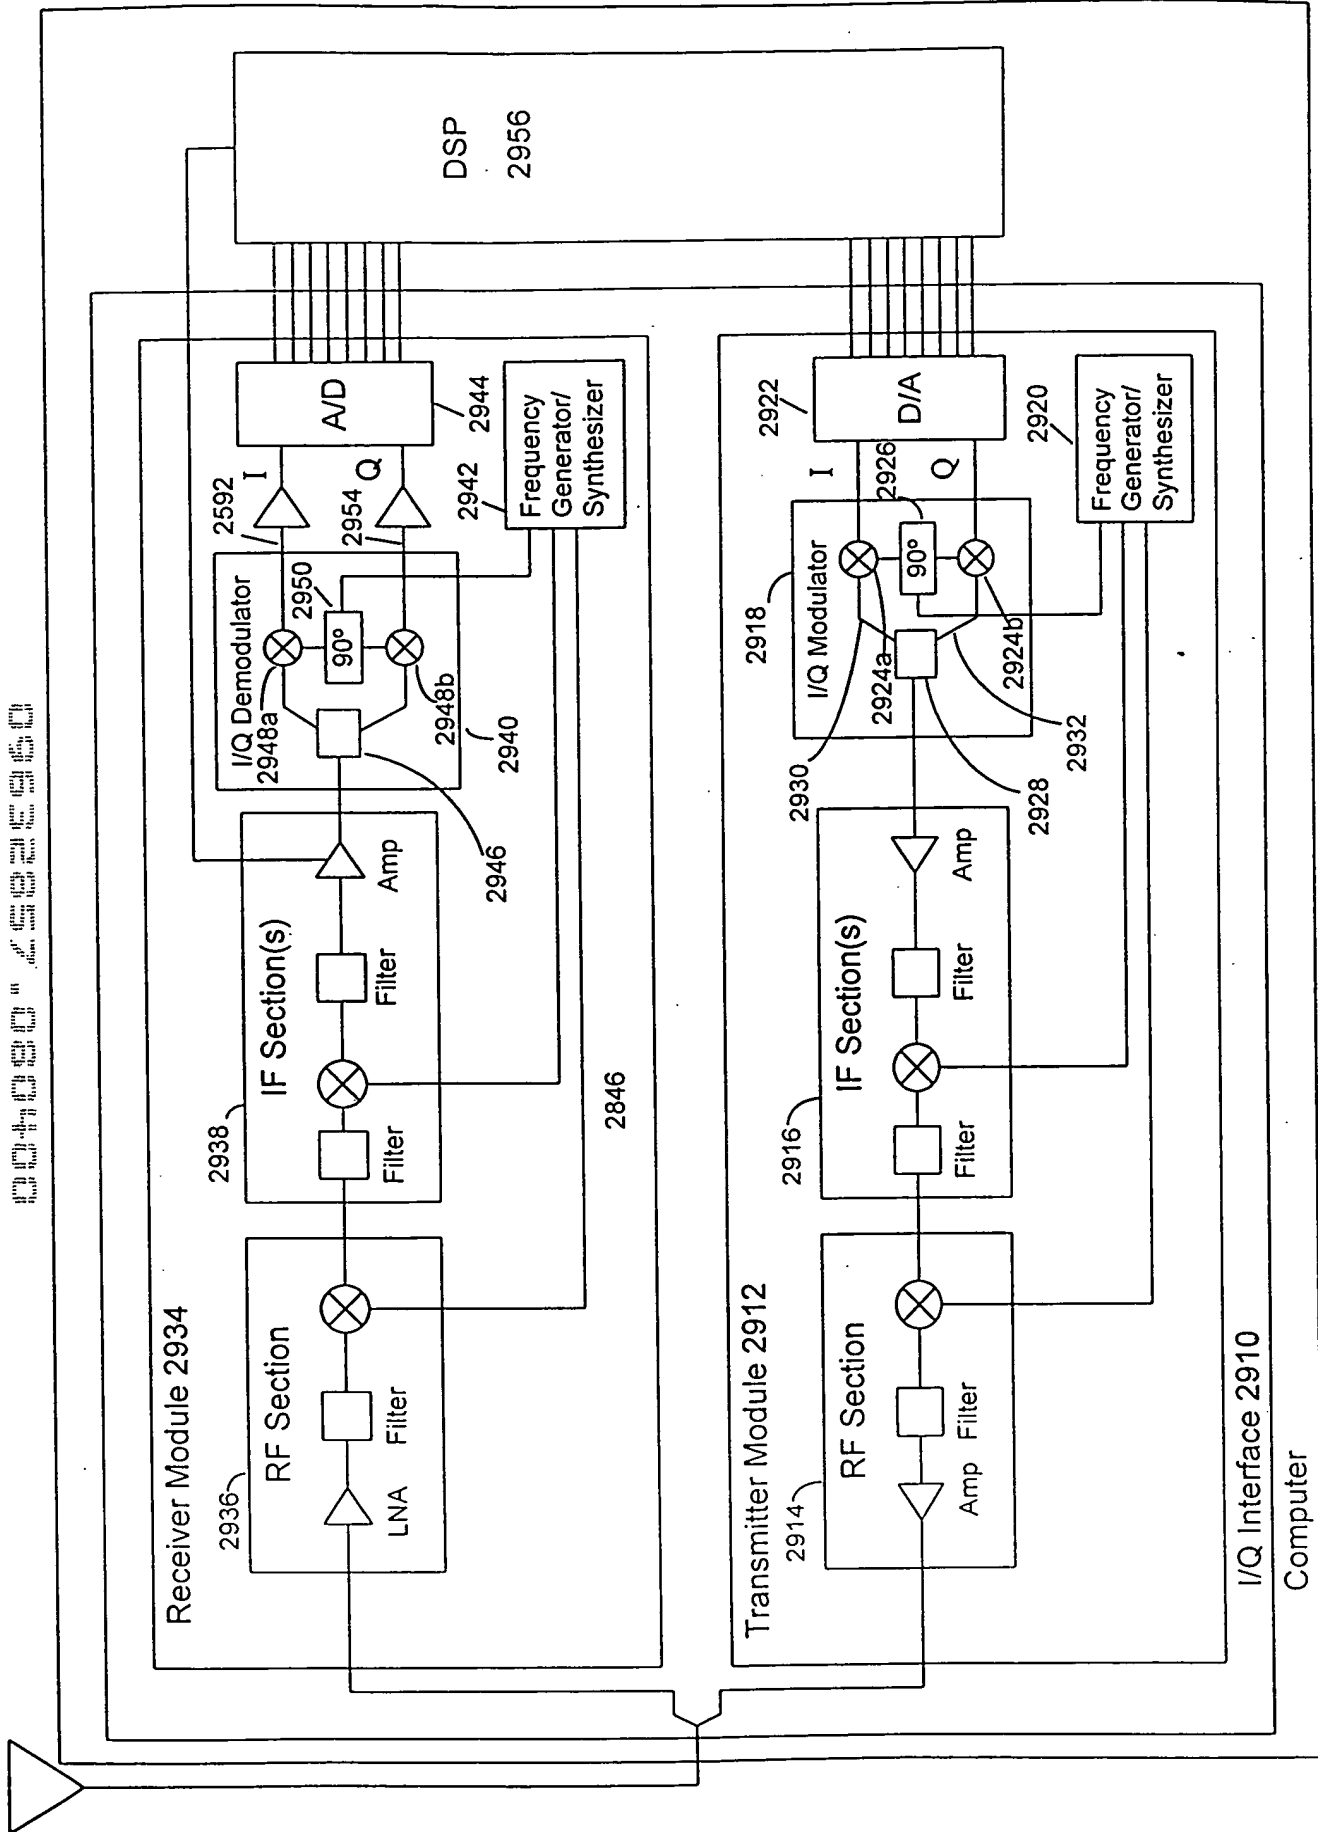 09632857.080400
Receiver Module 2934
2936
RF Section
LNA
Filter
2938
IF Section(s)
Filter
Filter
Amp
2946
I/Q Demodulator
2948a
2948b
2940
2950
90°
2592
I
2954
Q
A/D
2944
2942
Frequency
Generator/
Synthesizer
2846
DSP
2956
Transmitter Module 2912
2914
RF Section
Amp
Filter
2916
IF Section(s)
Filter
Filter
Amp
2930
2928
2932
2918
I/Q Modulator
2924a
2924b
90°
2926
I
Q
2922
D/A
2920
Frequency
Generator/
Synthesizer
I/Q Interface 2910
Computer